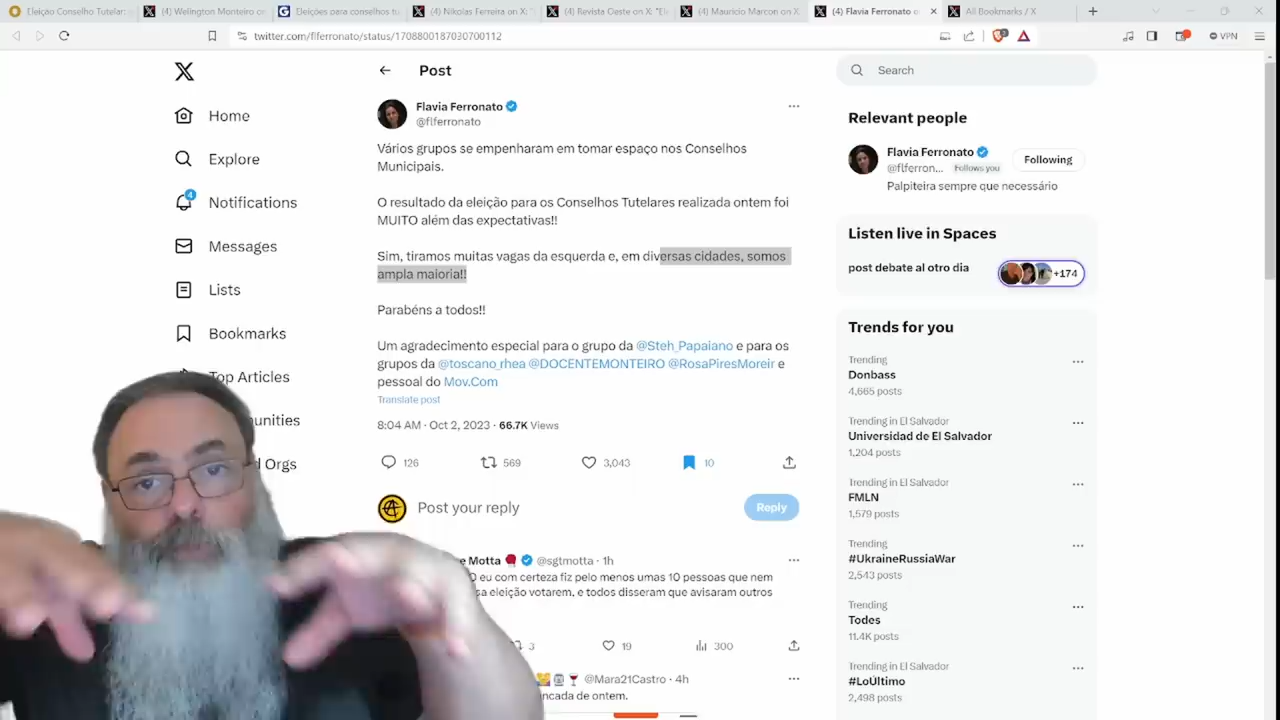 Eleição Conselho Tutelar:
(4) Welington Monteiro on
Eleições para conselhos tu
(4) Nikolas Ferreira on X: "
(4) Revista Oeste on X: "Ele
(4) Mauricio Marcon on X
(4) Flavia Ferronato o
All Bookmarks / X
twitter.com/flferronato/status/1708800187030700112
VPN
Home
Explore
4
Notifications
Messages
Lists
Bookmarks
Top Articles
unities
d Orgs
Post
Flavia Ferronato
@flferronato
Vários grupos se empenharam em tomar espaço nos Conselhos
Municipais.
O resultado da eleição para os Conselhos Tutelares realizada ontem foi
MUITO além das expectativas!!
Sim, tiramos muitas vagas da esquerda e, em diversas cidades, somos
ampla maioria!!
Parabéns a todos!!
Um agradecimento especial para o grupo da @Steh_Papaiano e para os
grupos da @toscano_rhea @DOCENTEMONTEIRO @RosaPiresMoreir e
pessoal do Mov.Com
Translate post
8:04 AM · Oct 2, 2023 · 66.7K Views
126 569 3,043 10
Post your reply
Reply
e Motta @sgtmotta · 1h
O eu com certeza fiz pelo menos umas 10 pessoas que nem
sa eleição votarem, e todos disseram que avisaram outros
3 19 300
@Mara21Castro · 4h
ncada de ontem.
Search
Relevant people
Flavia Ferronato
Following
@flferron... Follows you
Palpiteira sempre que necessário
Listen live in Spaces
post debate al otro dia
+174
Trends for you
Trending
Donbass
4,665 posts
Trending in El Salvador
Universidad de El Salvador
1,204 posts
Trending in El Salvador
FMLN
1,579 posts
Trending
#UkraineRussiaWar
2,543 posts
Trending
Todes
11.4K posts
Trending in El Salvador
#LoÚltimo
2,498 posts